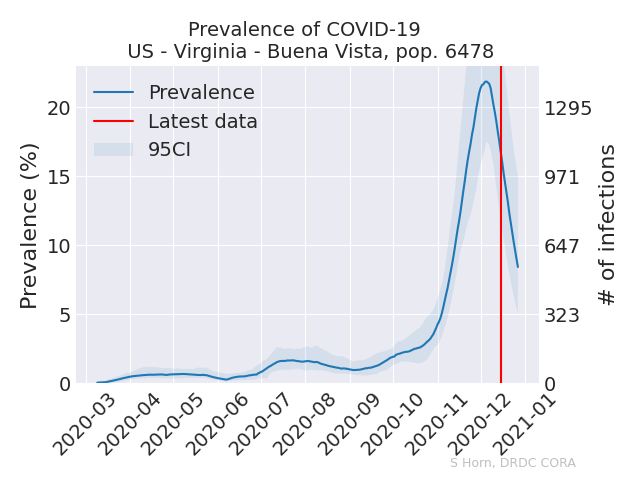 Prevalence of COVID-19
US - Virginia - Buena Vista, pop. 6478
Prevalence
Latest data
95CI
Prevalence (%)
20
15
10
5
0
# of infections
1295
971
647
323
0
2020-03
2020-04
2020-05
2020-06
2020-07
2020-08
2020-09
2020-10
2020-11
2020-12
2021-01
S Horn, DRDC CORA